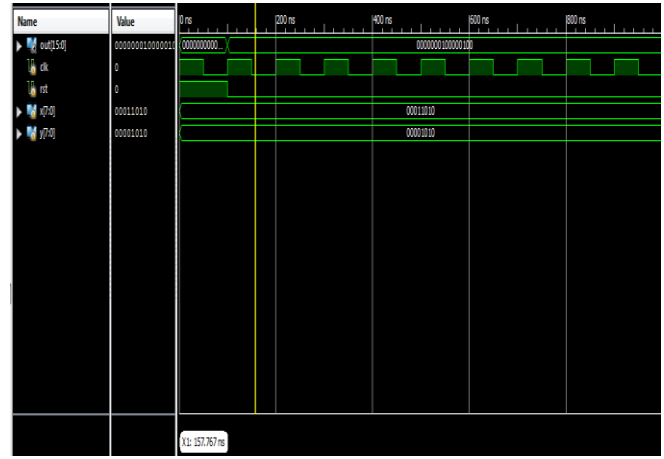 Name Value 0 ns 200 ns 400 ns 600 ns 800 ns
out[15:0] 000000010000010 0000000000... 0000000100000100
clk 0
rst 0
x[7:0] 00011010 00011010
y[7:0] 00001010 00001010
X1: 157.767 ns